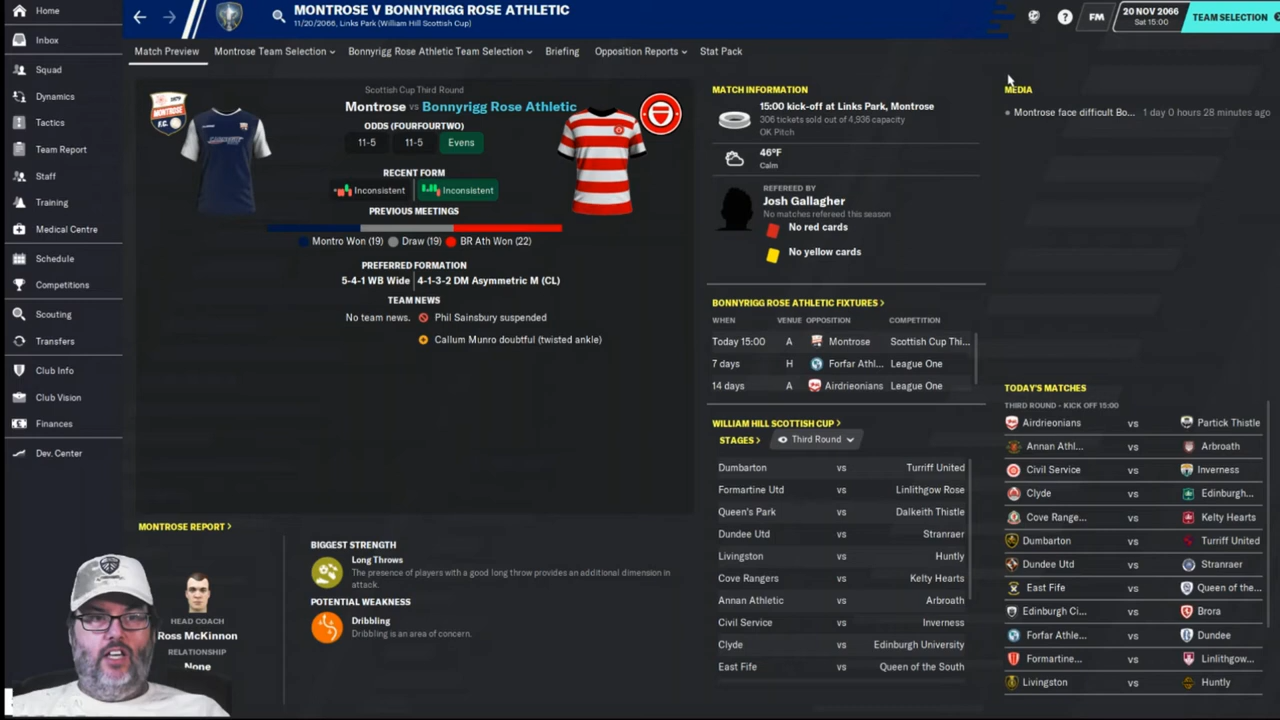 Home
MONTROSE V BONNYRIGG ROSE ATHLETIC
11/20/2066, Links Park (William Hill Scottish Cup)
FM
20 NOV 2066
Sat 15:00
TEAM SELECTION
Inbox
Match Preview
Montrose Team Selection
Bonnyrigg Rose Athletic Team Selection
Briefing
Opposition Reports
Stat Pack
Squad
Dynamics
Tactics
Team Report
Staff
Training
Medical Centre
Schedule
Competitions
Scouting
Transfers
Club Info
Club Vision
Finances
Dev. Center
Scottish Cup Third Round
Montrose vs Bonnyrigg Rose Athletic
ODDS (FOURFOURTWO)
11-5 11-5 Evens
RECENT FORM
Inconsistent Inconsistent
PREVIOUS MEETINGS
Montro Won (19) Draw (19) BR Ath Won (22)
PREFERRED FORMATION
5-4-1 WB Wide 4-1-3-2 DM Asymmetric M (CL)
TEAM NEWS
No team news. Phil Sainsbury suspended
Callum Munro doubtful (twisted ankle)
MONTROSE REPORT >
HEAD COACH
Ross McKinnon
RELATIONSHIP
None
BIGGEST STRENGTH
Long Throws
The presence of players with a good long throw provides an additional dimension in
attack.
POTENTIAL WEAKNESS
Dribbling
Dribbling is an area of concern.
MATCH INFORMATION
15:00 kick-off at Links Park, Montrose
306 tickets sold out of 4,936 capacity
OK Pitch
46°F
Calm
REFEREED BY
Josh Gallagher
No matches refereed this season
No red cards
No yellow cards
BONNYRIGG ROSE ATHLETIC FIXTURES >
WHEN VENUE OPPOSITION COMPETITION
Today 15:00 A Montrose Scottish Cup Thi...
7 days H Forfar Athl... League One
14 days A Airdrieonians League One
WILLIAM HILL SCOTTISH CUP >
STAGES > Third Round
Dumbarton vs Turriff United
Formartine Utd vs Linlithgow Rose
Queen's Park vs Dalkeith Thistle
Dundee Utd vs Stranraer
Livingston vs Huntly
Cove Rangers vs Kelty Hearts
Annan Athletic vs Arbroath
Civil Service vs Inverness
Clyde vs Edinburgh University
East Fife vs Queen of the South
MEDIA
Montrose face difficult Bo... 1 day 0 hours 28 minutes ago
TODAY'S MATCHES
THIRD ROUND - KICK OFF 15:00
Airdrieonians vs Partick Thistle
Annan Athl... vs Arbroath
Civil Service vs Inverness
Clyde vs Edinburgh...
Cove Range... vs Kelty Hearts
Dumbarton vs Turriff United
Dundee Utd vs Stranraer
East Fife vs Queen of the...
Edinburgh Ci... vs Brora
Forfar Athle... vs Dundee
Formartine... vs Linlithgow...
Livingston vs Huntly